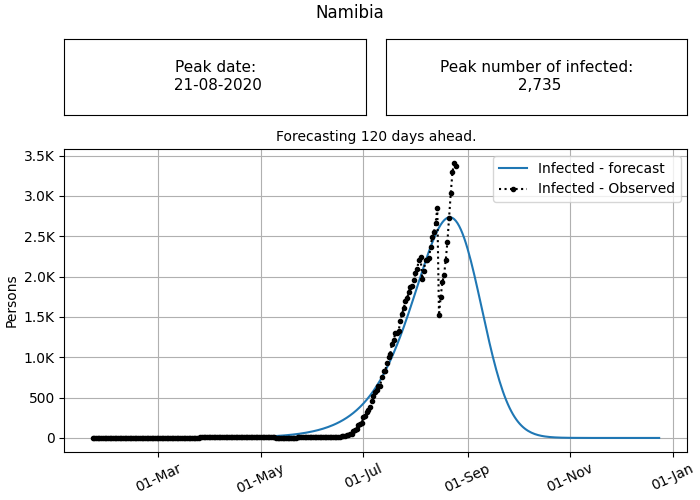 Namibia
Peak date:
21-08-2020
Peak number of infected:
2,735
Forecasting 120 days ahead.
3.5K
3.0K
2.5K
2.0K
1.5K
1.0K
500
0
Persons
Infected - forecast
Infected - Observed
01-Mar
01-May
01-Jul
01-Sep
01-Nov
01-Jan